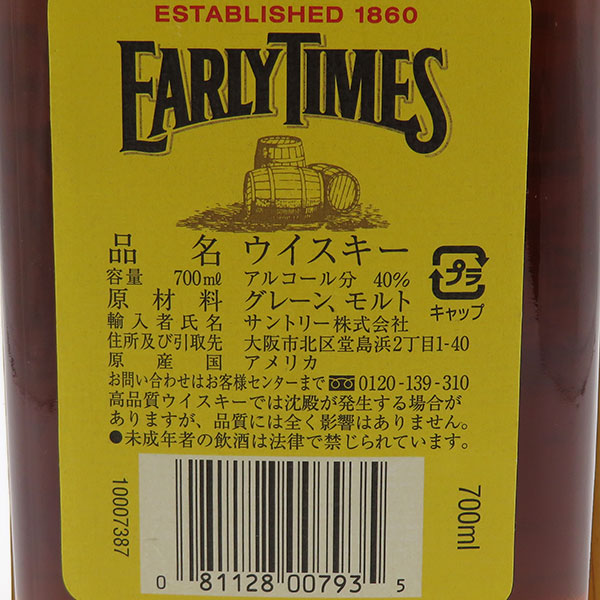 ESTABLISHED 1860
EARLY TIMES
品名 ウイスキー
容量 700mℓ アルコール分 40%
原材料 グレーン、モルト
輸入者氏名 サントリー株式会社
住所及び引取先 大阪市北区堂島浜2丁目1-40
原産国 アメリカ
プラ
キャップ
お問い合わせはお客様センターまで 0120-139-310
高品質ウイスキーでは沈殿が発生する場合が
ありますが、品質には全く影響はありません。
●未成年者の飲酒は法律で禁じられています。
10007387
0 81128 00793 5
700ml